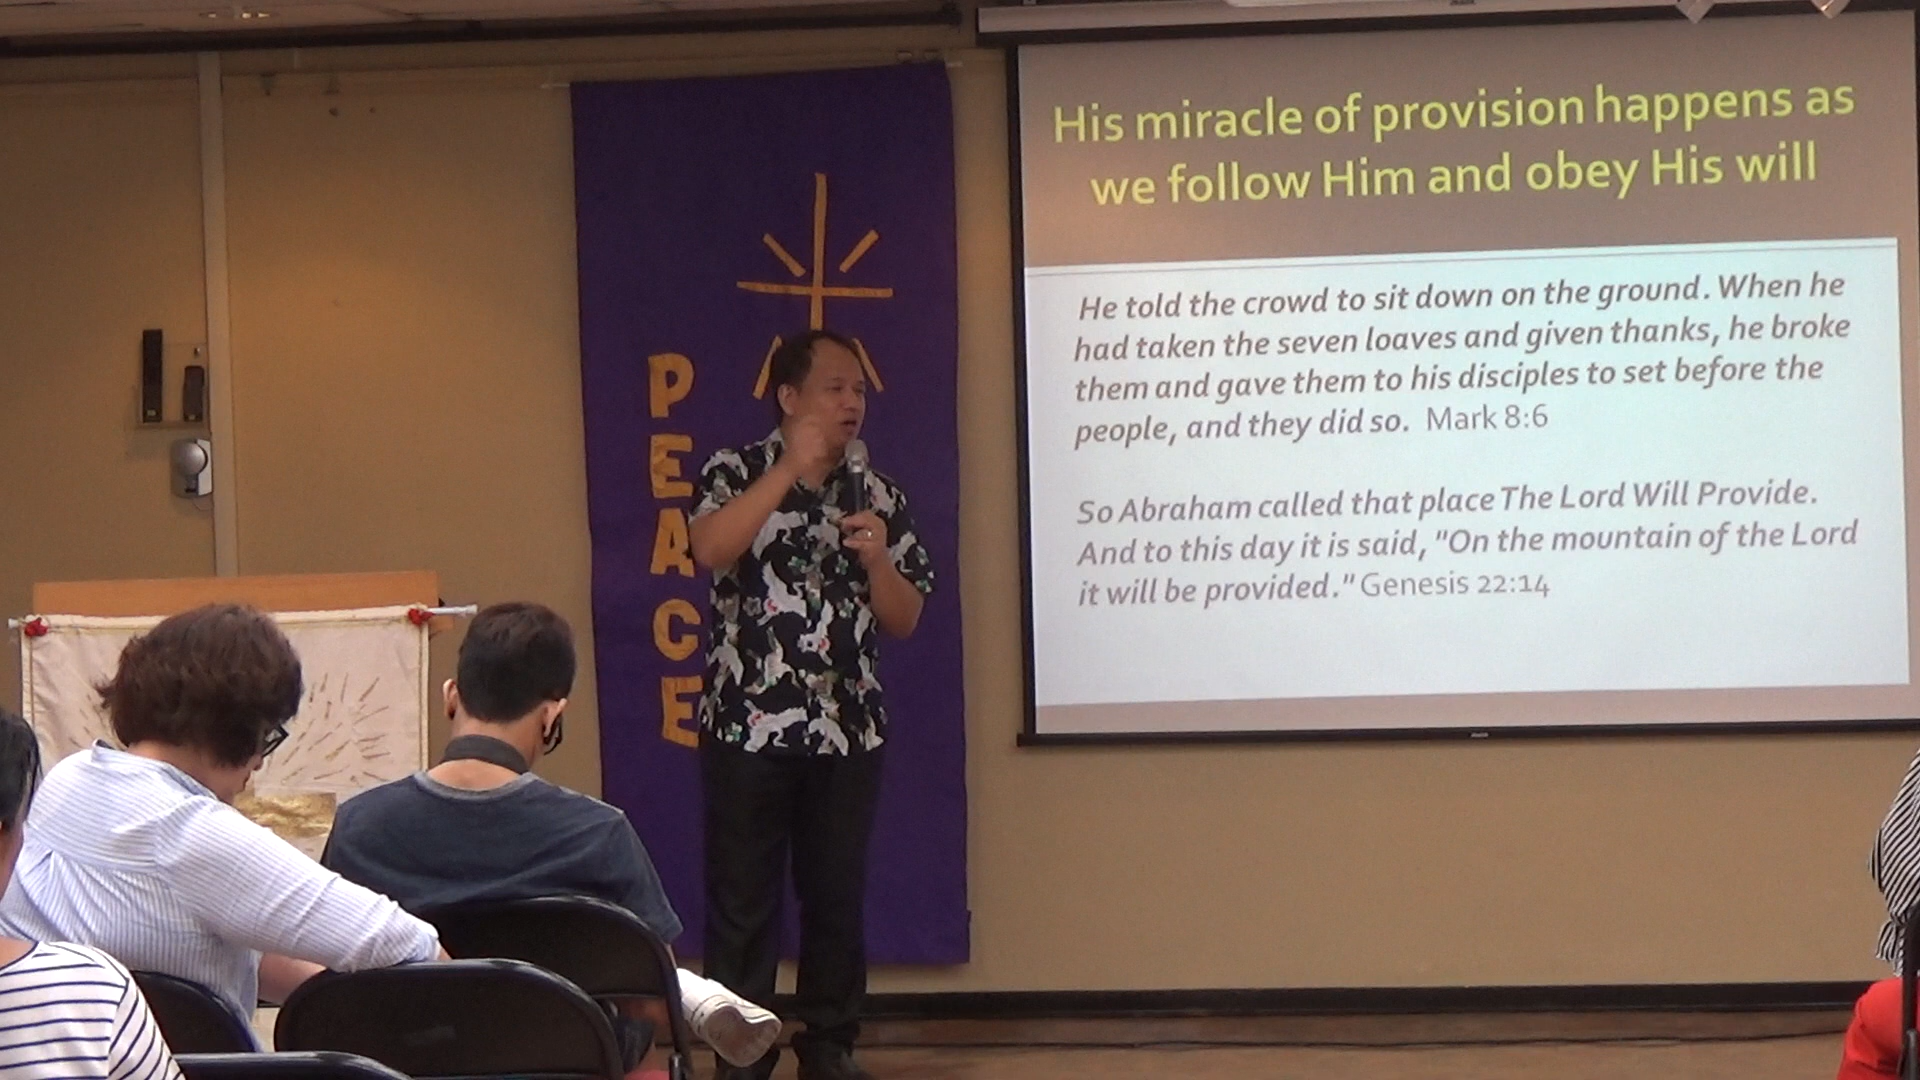 PEACE
His miracle of provision happens as
we follow Him and obey His will
He told the crowd to sit down on the ground. When he
had taken the seven loaves and given thanks, he broke
them and gave them to his disciples to set before the
people, and they did so. Mark 8:6
So Abraham called that place The Lord Will Provide.
And to this day it is said, "On the mountain of the Lord
it will be provided." Genesis 22:14